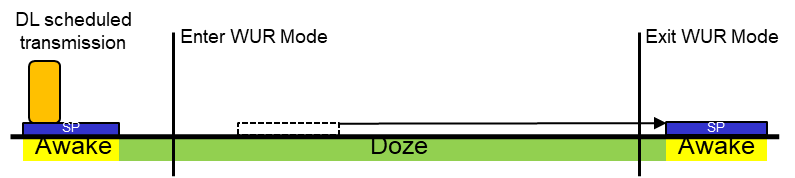 DL scheduled
transmission
Enter WUR Mode
Exit WUR Mode
SP
SP
Awake
Doze
Awake